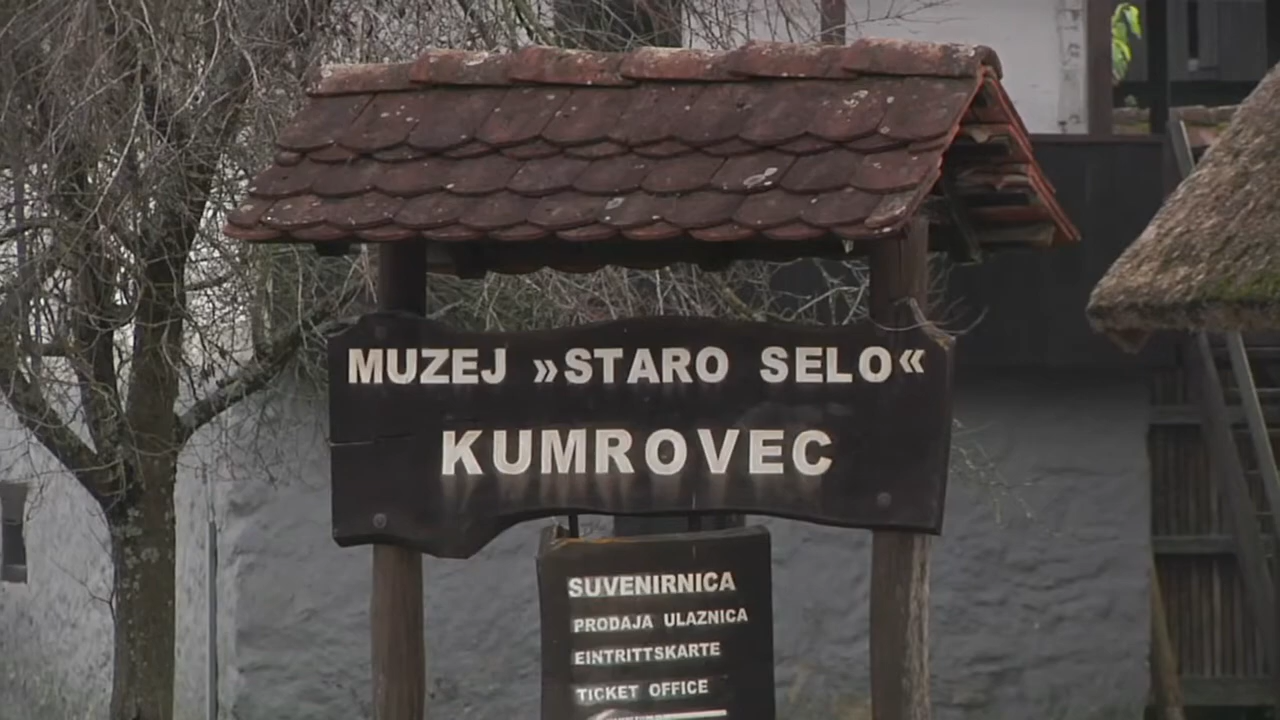 MUZEJ »STARO SELO«
KUMROVEC
SUVENIRNICA
PRODAJA ULAZNICA
EINTRITTSKARTE
TICKET OFFICE